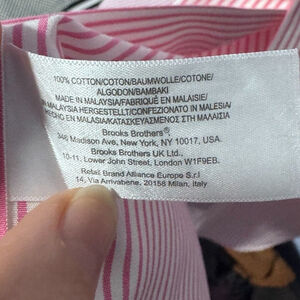 100% COTTON/COTON/BAUMWOLLE/COTONE/
ALGODON/BAMBAKI
MADE IN MALAYSIA/FABRIQUÉ EN MALAISIE/
IN MALAYSIA HERGESTELLT/CONFEZIONATO IN MALESIA/
HECHO EN MALASIA/ΚΑΤΑΣΚΕΥΑΣΜΕΝΟ ΣΤΗ ΜΑΛΑΙΣΙΑ
Brooks Brothers®,
346 Madison Ave, New York, NY 10017, USA.
Brooks Brothers UK Ltd.,
10-11, Lower John Street, London W1F9EB.
Retail Brand Alliance Europe S.r.l
14, Via Arrivabene, 20158 Milan, Italy